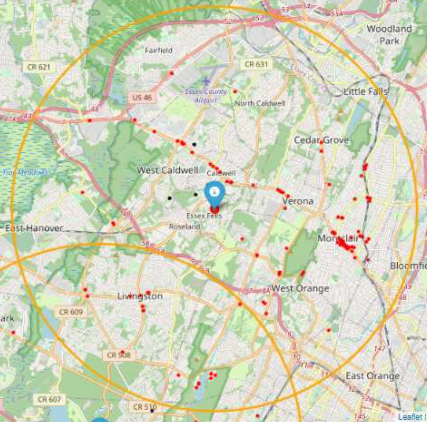 Woodland
Park
Fairfield
CR 621
CR 631
US 46
Essex County
Airport
Little Falls
North Caldwell
Cedar Grove
West Caldwell
Caldwell
Essex Fells
Verona
Roseland
East Hanover
Montclair
Bloomfi
West Orange
Livingston
CR 609
ark
CR 508
East Orange
CR 607
CR 510
Leaflet